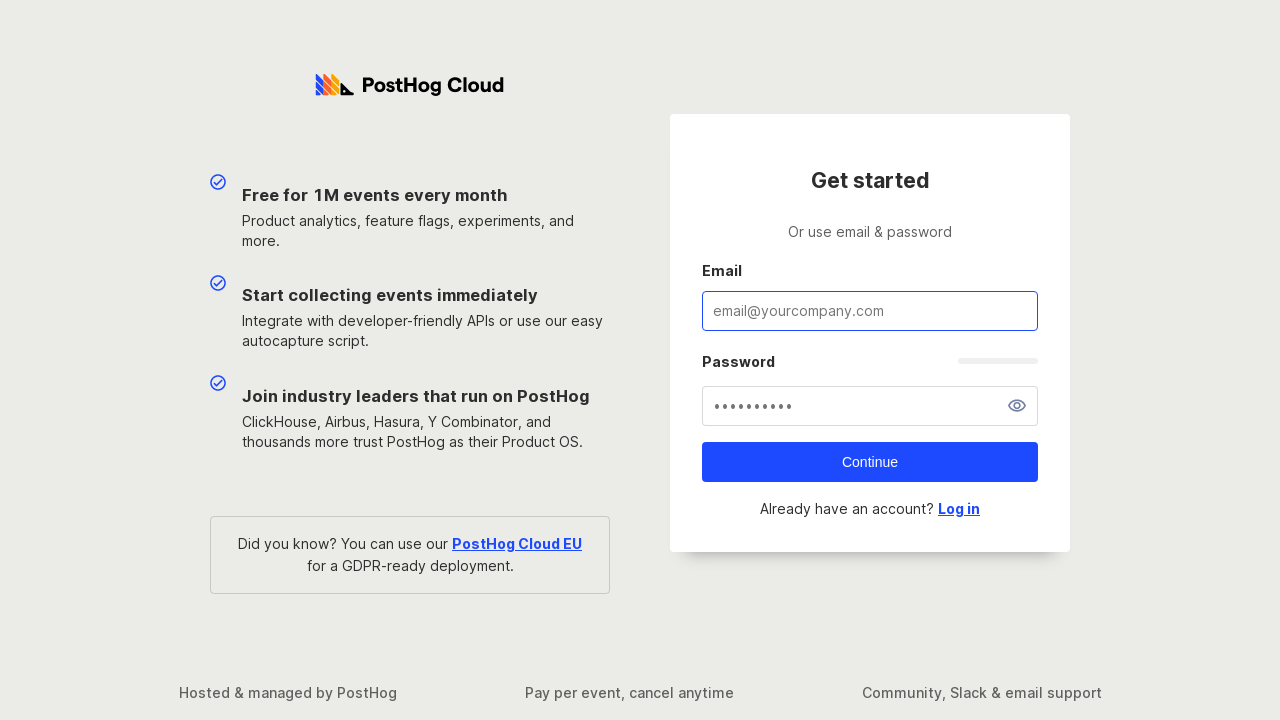 PostHog Cloud
Free for 1M events every month
Product analytics, feature flags, experiments, and
more.
Start collecting events immediately
Integrate with developer-friendly APIs or use our easy
autocapture script.
Join industry leaders that run on PostHog
ClickHouse, Airbus, Hasura, Y Combinator, and
thousands more trust PostHog as their Product OS.
Did you know? You can use our PostHog Cloud EU
for a GDPR-ready deployment.
Get started
Or use email & password
Email
email@yourcompany.com
Password
••••••••••
Continue
Already have an account? Log in
Hosted & managed by PostHog
Pay per event, cancel anytime
Community, Slack & email support